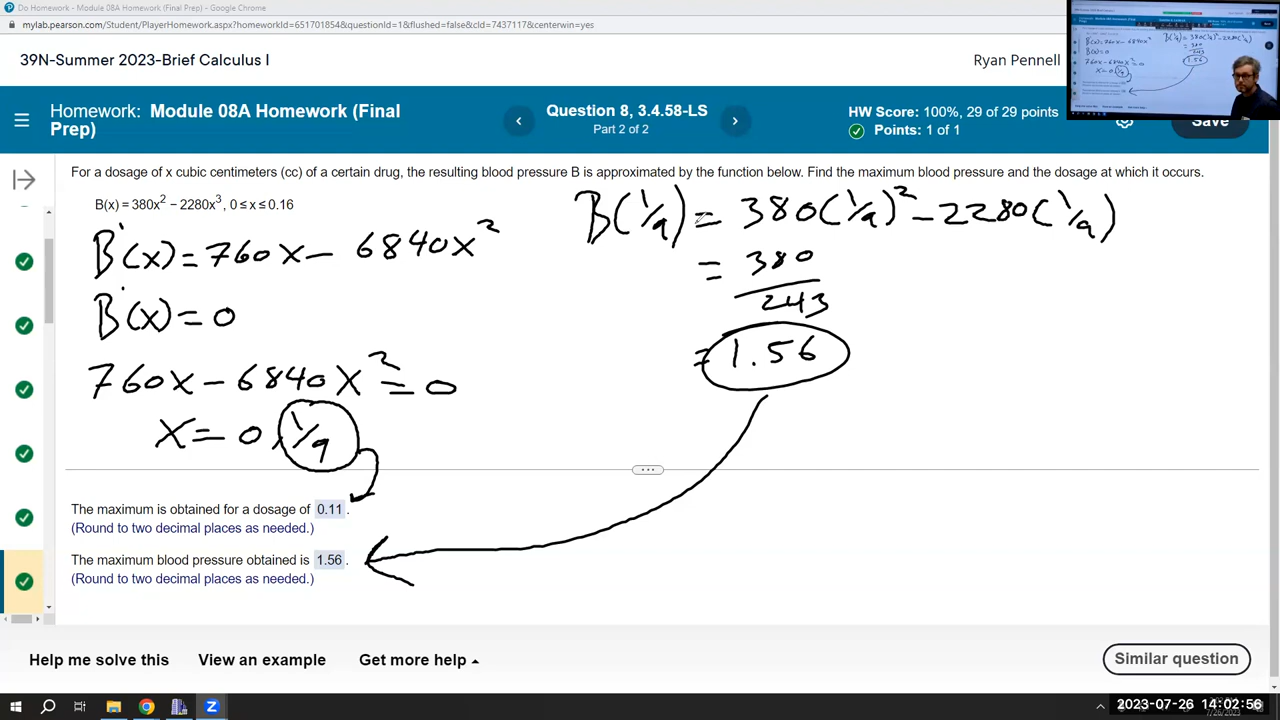 Do Homework - Module 08A Homework (Final Prep) - Google Chrome
mylab.pearson.com/Student/PlayerHomework.aspx?homeworkId=651701854&questionId=1&flushed=false&cId=7437117&
res
39N-Summer 2023-Brief Calculus I
Ryan Pennell
Homework: Module 08A Homework (Final Prep)
Question 8, 3.4.58-LS
Part 2 of 2
HW Score: 100%, 29 of 29 points
Points: 1 of 1
Save
For a dosage of x cubic centimeters (cc) of a certain drug, the resulting blood pressure B is approximated by the function below. Find the maximum blood pressure and the dosage at which it occurs.
B(x) = 380x² − 2280x³, 0 ≤ x ≤ 0.16
B'(x) = 760x − 6840x²
B'(x) = 0
760x − 6840x² = 0
x = 0, 1/9
B(1/9) = 380(1/9)² − 2280(1/9)
= 380/243
= 1.56
The maximum is obtained for a dosage of 0.11.
(Round to two decimal places as needed.)
The maximum blood pressure obtained is 1.56.
(Round to two decimal places as needed.)
Help me solve this
View an example
Get more help
Similar question
2023-07-26 14:02:56